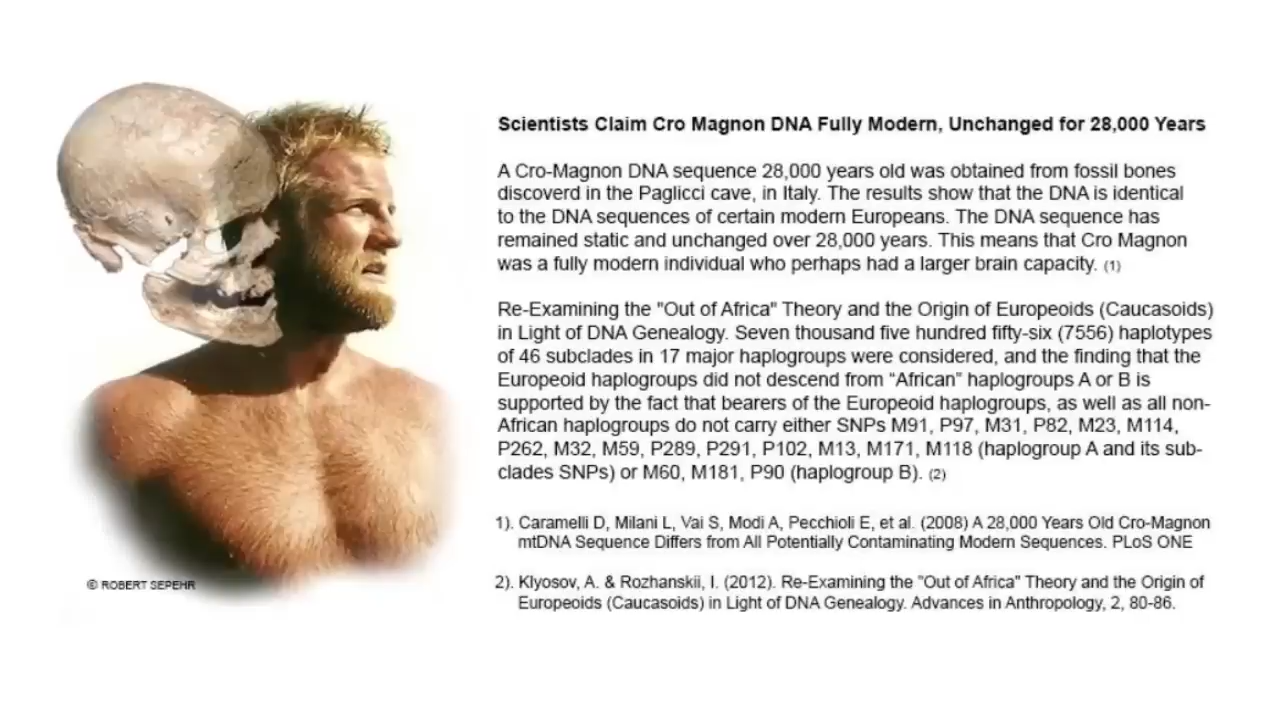 Scientists Claim Cro Magnon DNA Fully Modern, Unchanged for 28,000 Years
A Cro-Magnon DNA sequence 28,000 years old was obtained from fossil bones
discoverd in the Paglicci cave, in Italy. The results show that the DNA is identical
to the DNA sequences of certain modern Europeans. The DNA sequence has
remained static and unchanged over 28,000 years. This means that Cro Magnon
was a fully modern individual who perhaps had a larger brain capacity. (1)
Re-Examining the "Out of Africa" Theory and the Origin of Europeoids (Caucasoids)
in Light of DNA Genealogy. Seven thousand five hundred fifty-six (7556) haplotypes
of 46 subclades in 17 major haplogroups were considered, and the finding that the
Europeoid haplogroups did not descend from “African” haplogroups A or B is
supported by the fact that bearers of the Europeoid haplogroups, as well as all non-
African haplogroups do not carry either SNPs M91, P97, M31, P82, M23, M114,
P262, M32, M59, P289, P291, P102, M13, M171, M118 (haplogroup A and its sub-
clades SNPs) or M60, M181, P90 (haplogroup B). (2)
1). Caramelli D, Milani L, Vai S, Modi A, Pecchioli E, et al. (2008) A 28,000 Years Old Cro-Magnon
mtDNA Sequence Differs from All Potentially Contaminating Modern Sequences. PLoS ONE
2). Klyosov, A. & Rozhanskii, I. (2012). Re-Examining the "Out of Africa" Theory and the Origin of
Europeoids (Caucasoids) in Light of DNA Genealogy. Advances in Anthropology, 2, 80-86.
© ROBERT SEPEHR